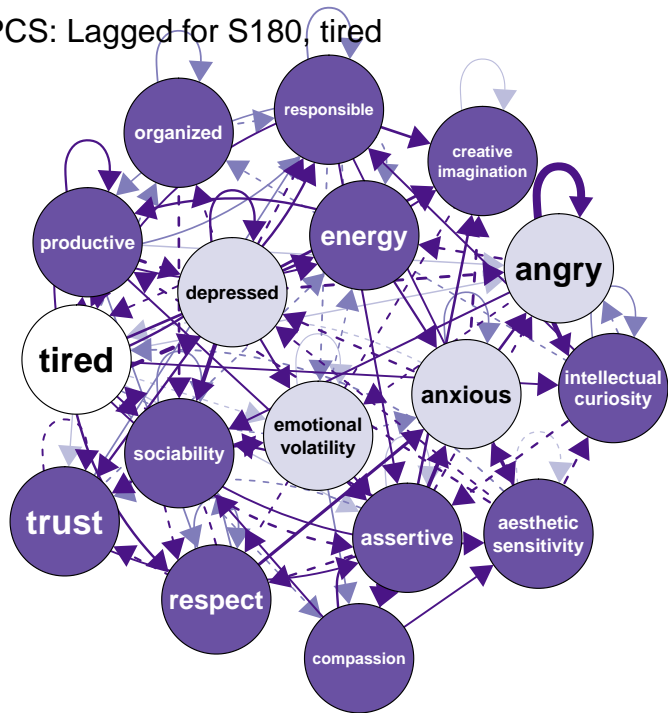 PCS: Lagged for S180, tired
responsible
organized
creative
imagination
energy
productive
angry
depressed
tired
intellectual
curiosity
anxious
emotional
volatility
sociability
trust
assertive
aesthetic
sensitivity
respect
compassion